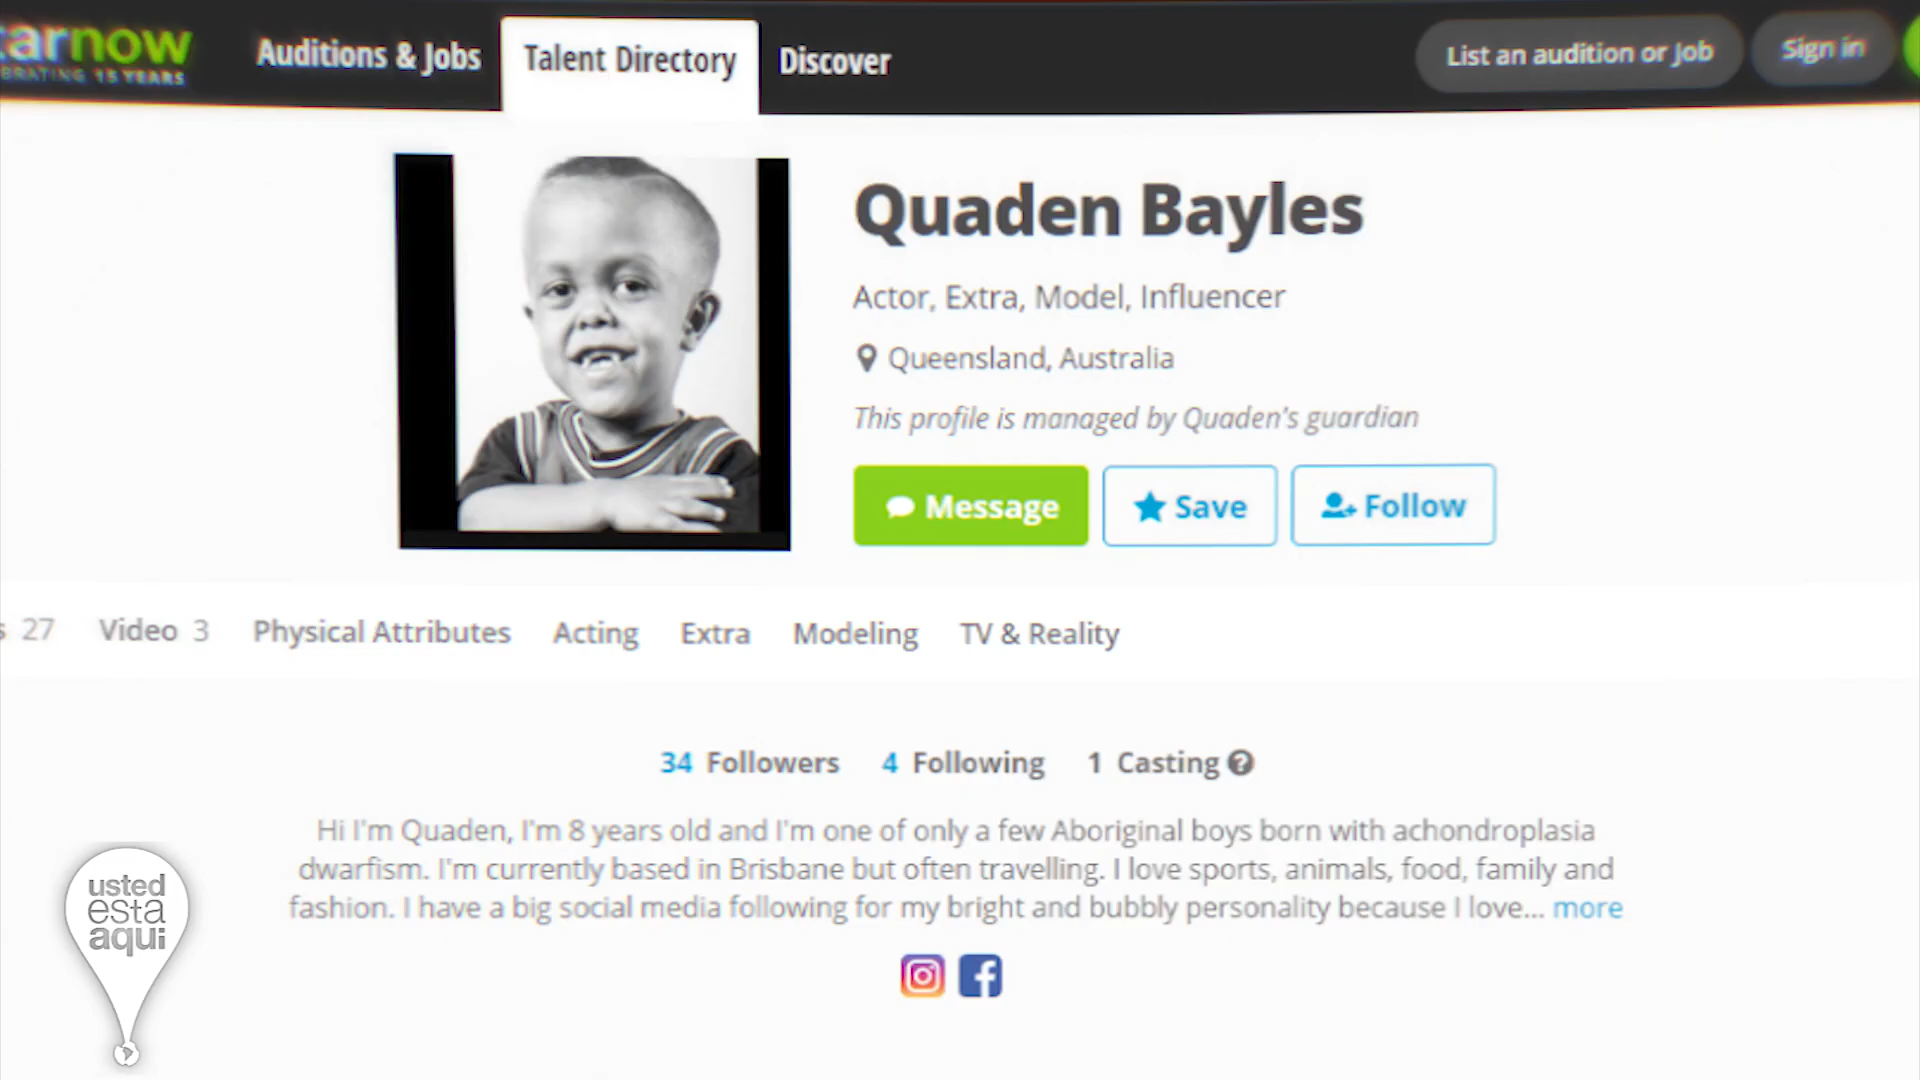 arnow
BRATING 15 YEARS
Auditions & Jobs
Talent Directory
Discover
List an audition or Job
Sign in
Quaden Bayles
Actor, Extra, Model, Influencer
Queensland, Australia
This profile is managed by Quaden's guardian
Message
Save
Follow
s 27
Video 3
Physical Attributes
Acting
Extra
Modeling
TV & Reality
34 Followers
4 Following
1 Casting ?
Hi I'm Quaden, I'm 8 years old and I'm one of only a few Aboriginal boys born with achondroplasia
dwarfism. I'm currently based in Brisbane but often travelling. I love sports, animals, food, family and
fashion. I have a big social media following for my bright and bubbly personality because I love... more
usted
esta
aqui